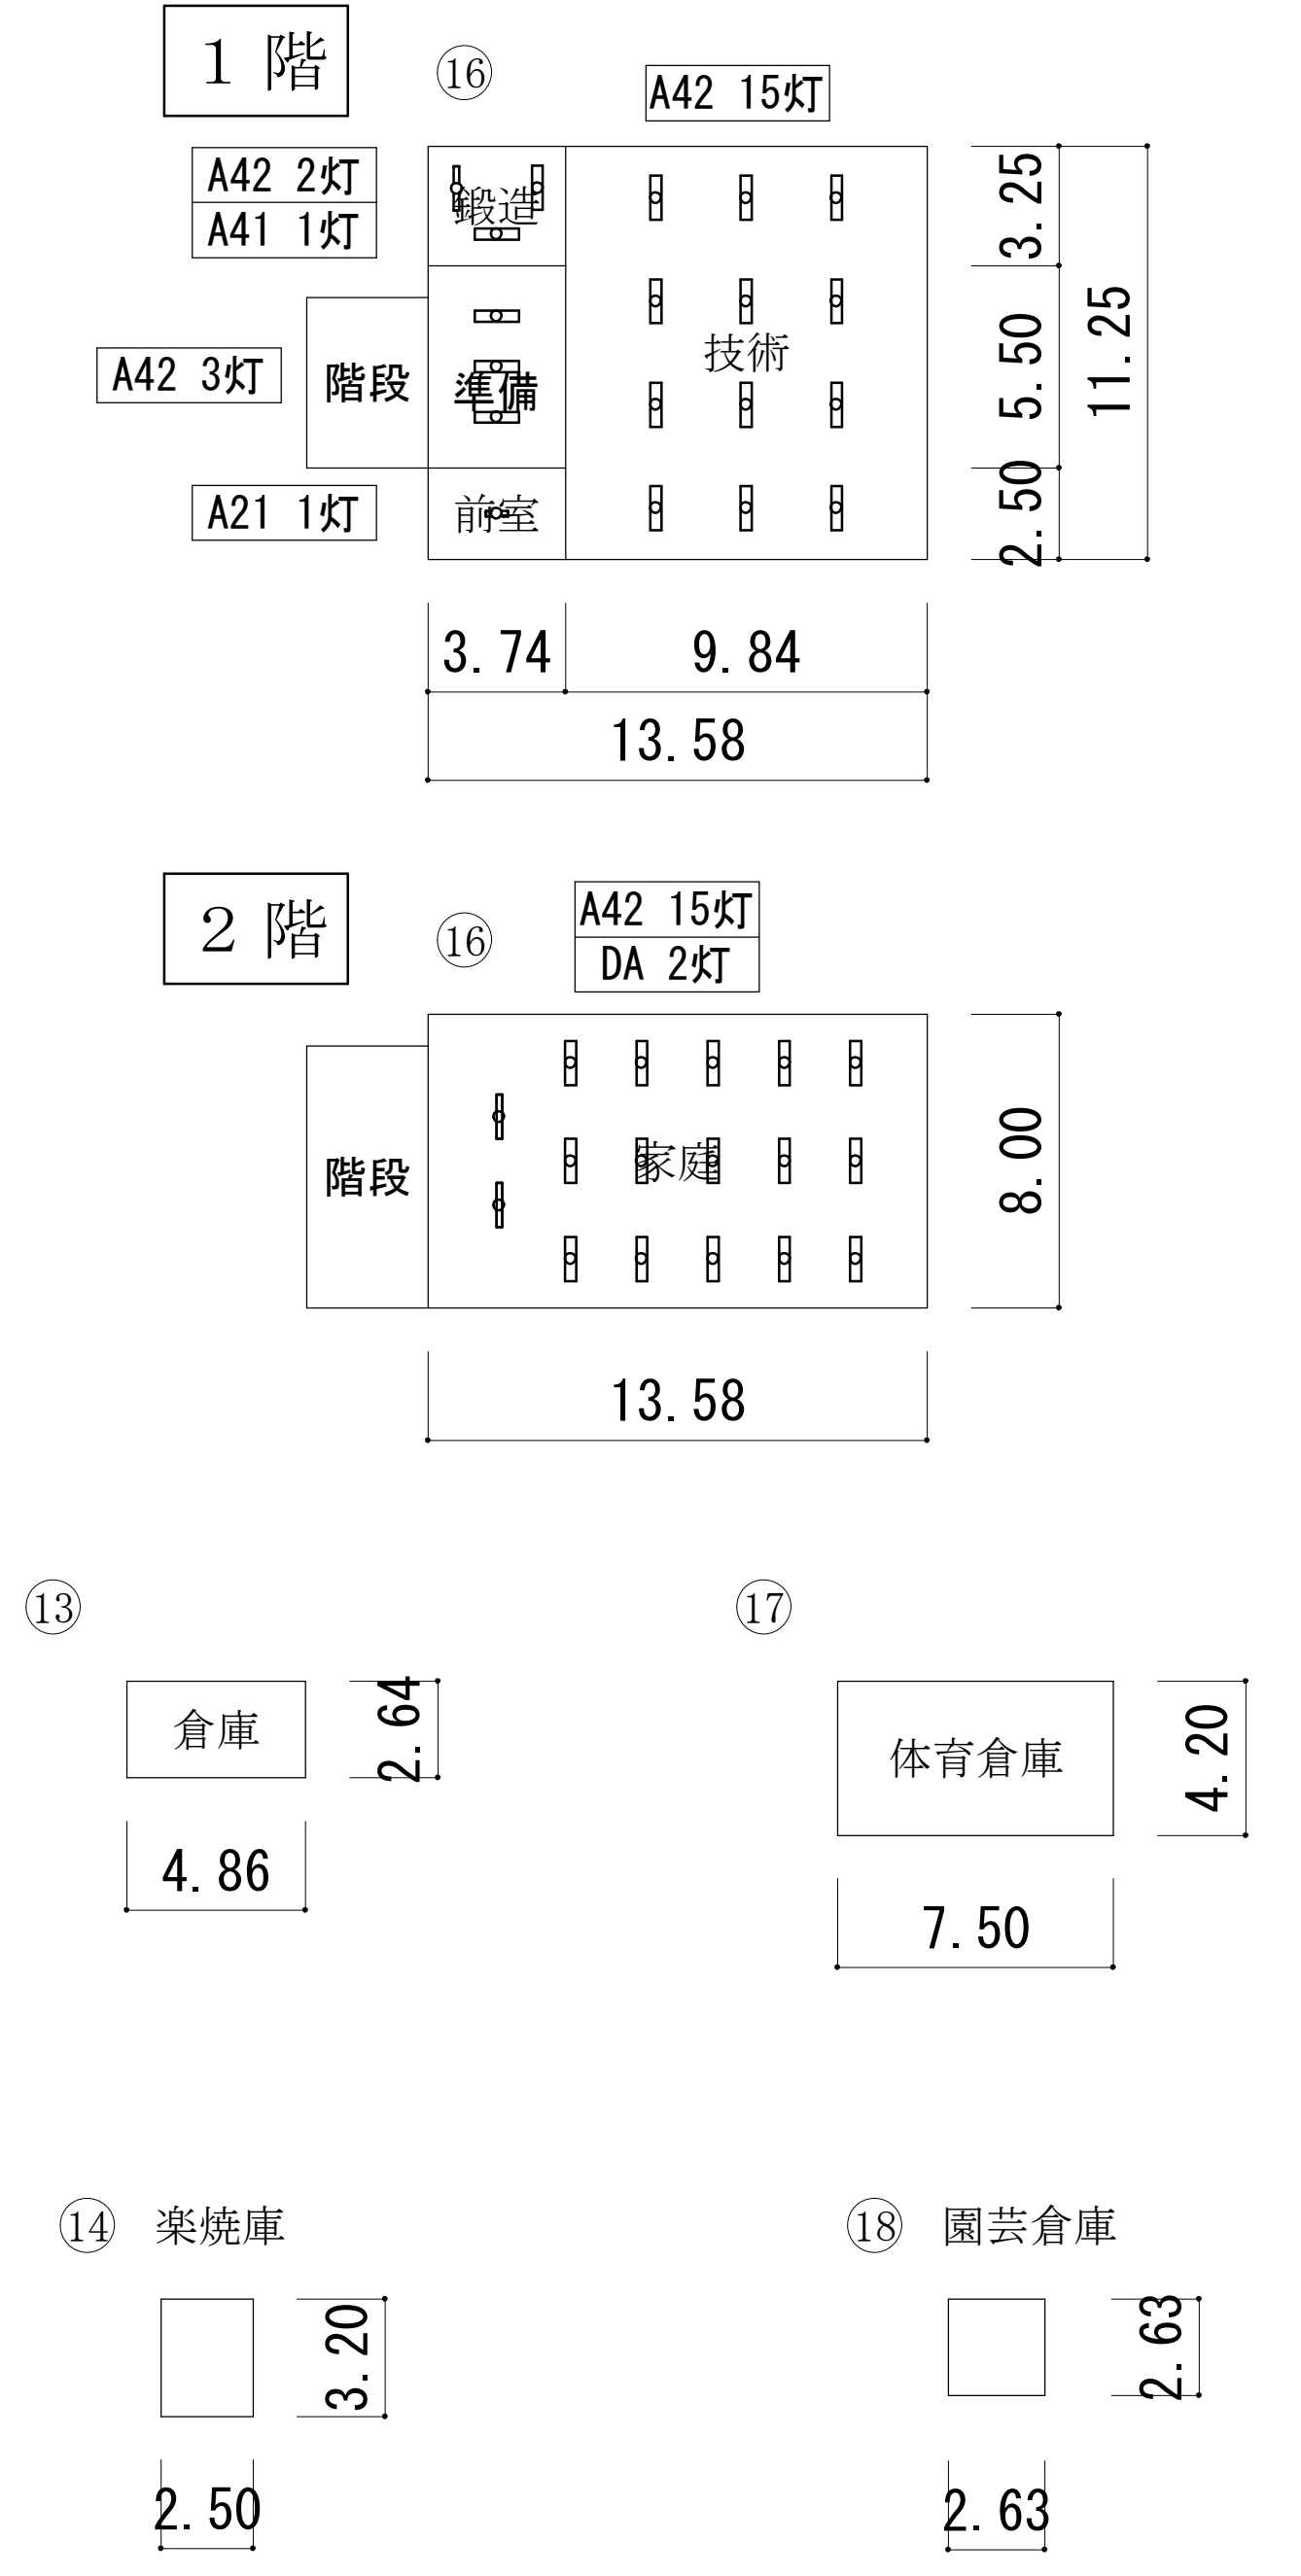 １階
⑯
A42 15灯
A42 2灯
A41 1灯
鍛造
3.25
技術
11.25
5.50
A42 3灯
階段
準備
A21 1灯
前室
2.50
3.74
9.84
13.58
２階
⑯
A42 15灯
DA 2灯
家庭
階段
8.00
13.58
⑬
⑰
倉庫
2.64
体育倉庫
4.20
4.86
7.50
⑭ 楽焼庫
⑱ 園芸倉庫
3.20
2.63
2.50
2.63